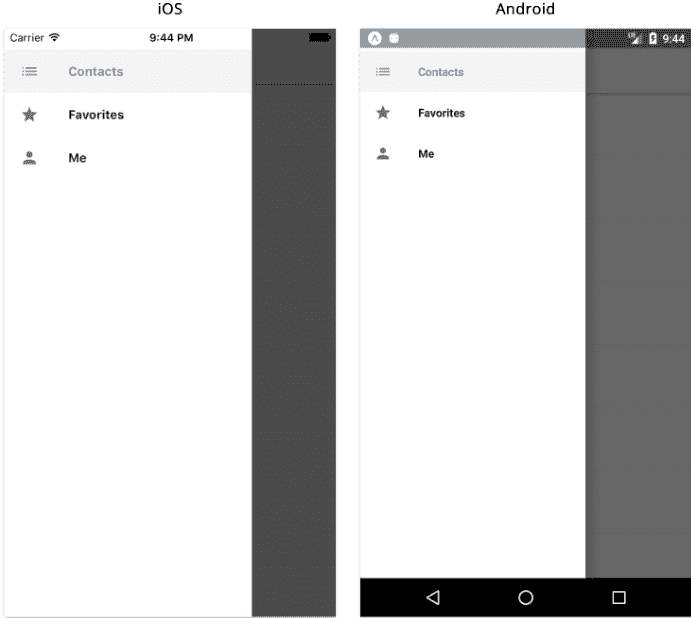 iOS
Android
Carrier 9:44 PM
Contacts
Favorites
Me
9:44
Contacts
Favorites
Me